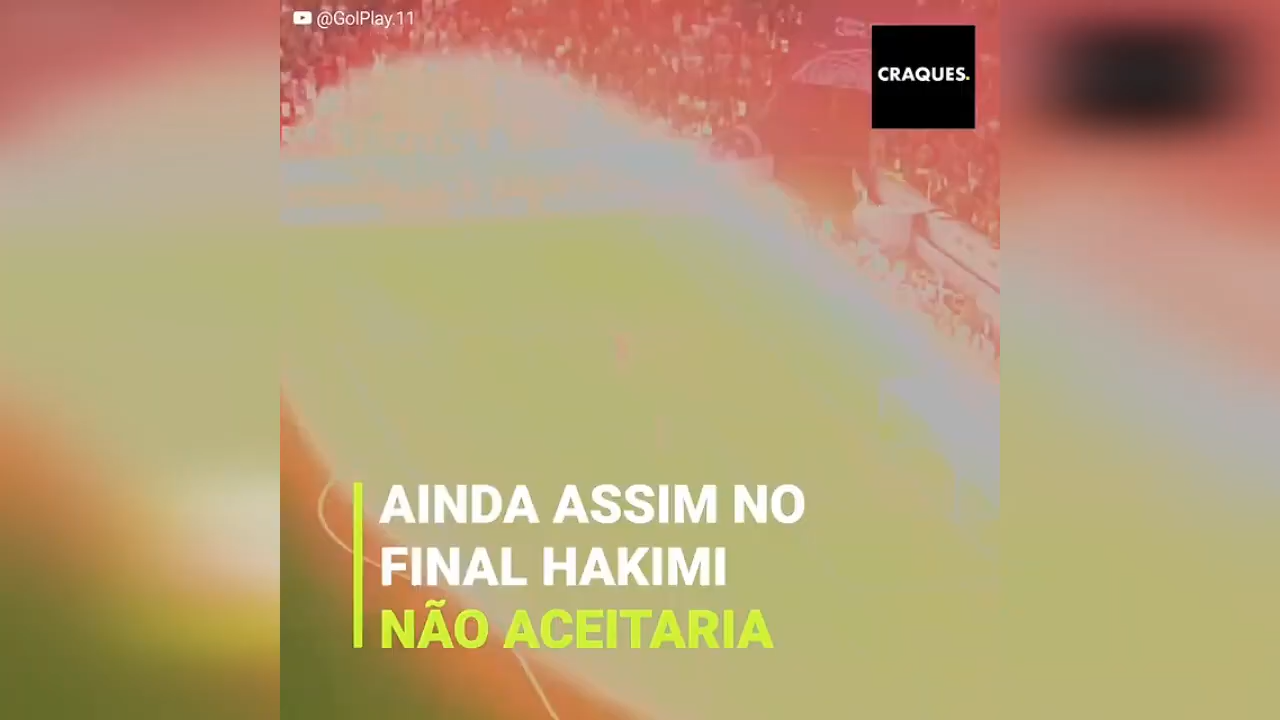 @GolPlay.11
CRAQUES.
AINDA ASSIM NO
FINAL HAKIMI
NÃO ACEITARIA